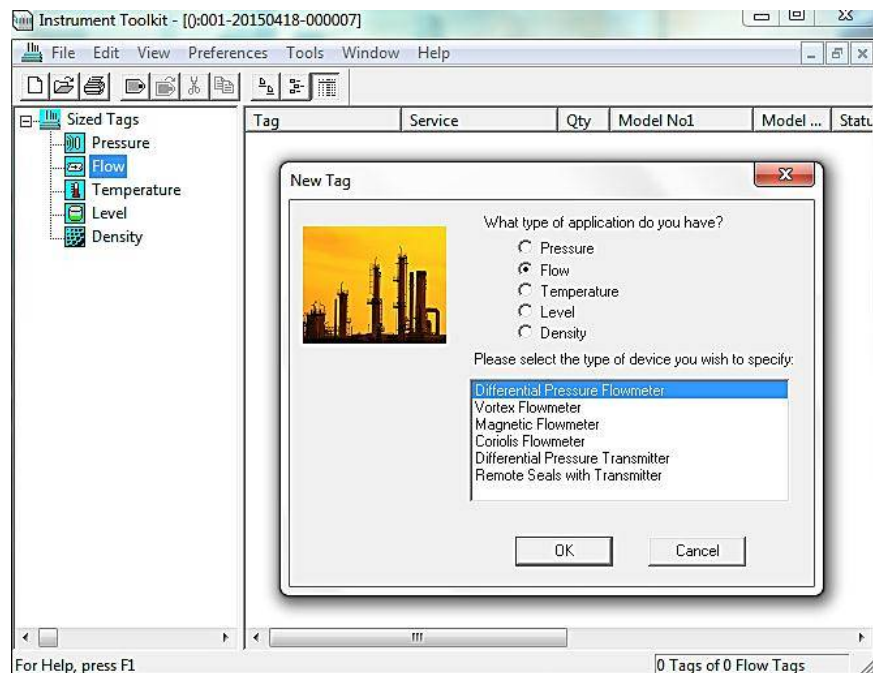 Instrument Toolkit - [():001-20150418-000007]
File Edit View Preferences Tools Window Help
Sized Tags
Pressure
Flow
Temperature
Level
Density
Tag Service Qty Model No1 Model ... Statu
New Tag
What type of application do you have?
Pressure
Flow
Temperature
Level
Density
Please select the type of device you wish to specify:
Differential Pressure Flowmeter
Vortex Flowmeter
Magnetic Flowmeter
Coriolis Flowmeter
Differential Pressure Transmitter
Remote Seals with Transmitter
OK Cancel
For Help, press F1
0 Tags of 0 Flow Tags